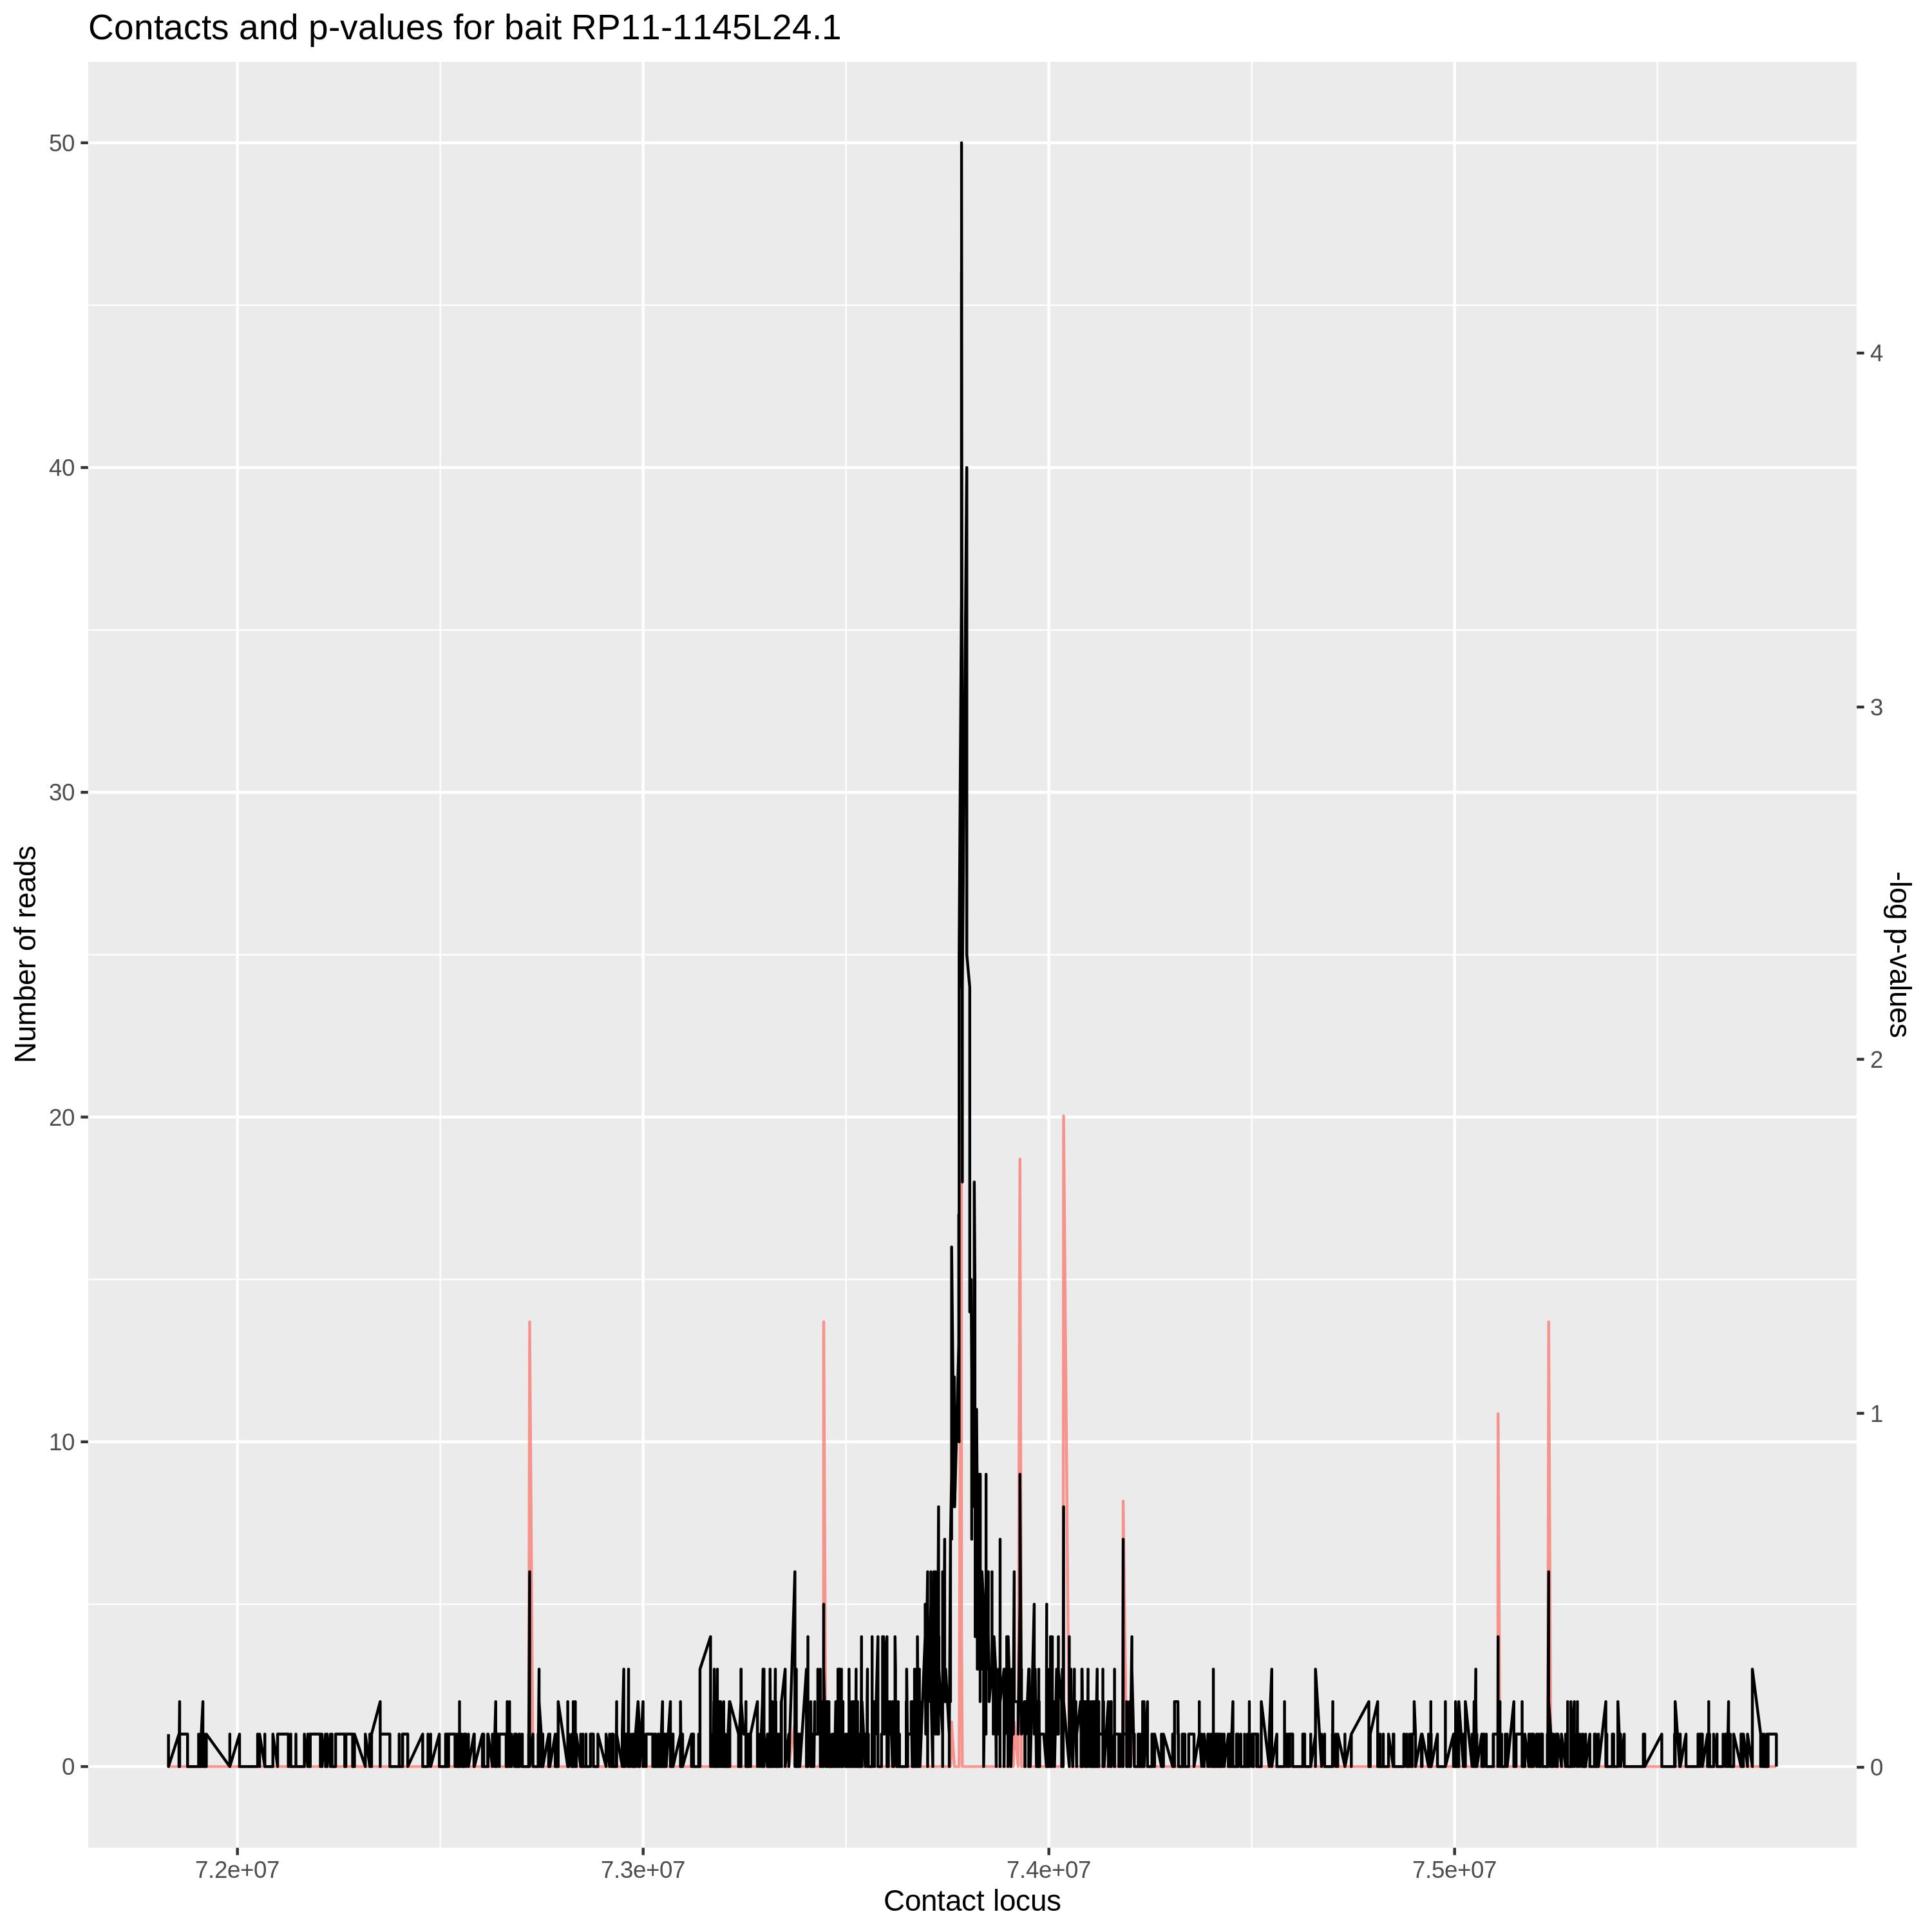 Contacts and p-values for bait RP11-1145L24.1
50
40
30
20
10
0
Number of reads
4
3
2
1
0
-log p-values
7.2e+07
7.3e+07
7.4e+07
7.5e+07
Contact locus